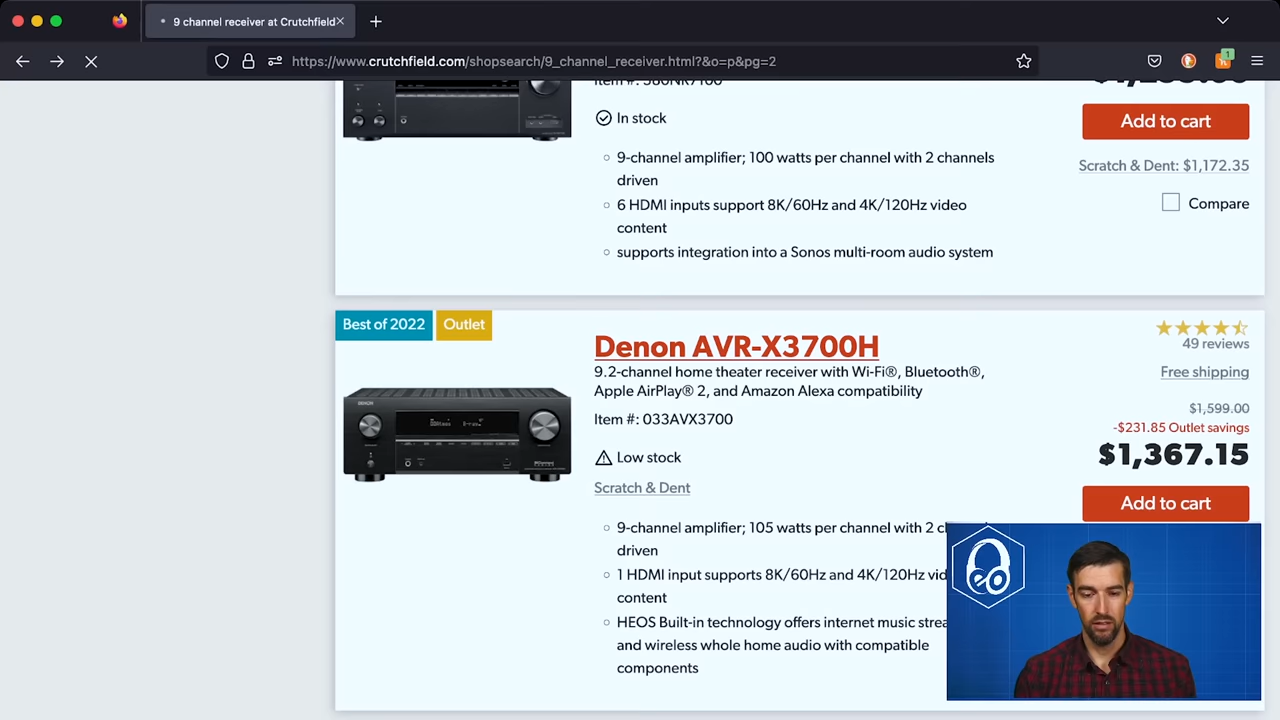 9 channel receiver at Crutchfield
https://www.crutchfield.com/shopsearch/9_channel_receiver.html?&o=p&pg=2
1
In stock
Add to cart
9-channel amplifier; 100 watts per channel with 2 channels
driven
Scratch & Dent: $1,172.35
6 HDMI inputs support 8K/60Hz and 4K/120Hz video
content
Compare
supports integration into a Sonos multi-room audio system
Best of 2022
Outlet
Denon AVR-X3700H
49 reviews
9.2-channel home theater receiver with Wi-Fi®, Bluetooth®,
Apple AirPlay® 2, and Amazon Alexa compatibility
Free shipping
Item #: 033AVX3700
$1,599.00
-$231.85 Outlet savings
$1,367.15
Low stock
Scratch & Dent
Add to cart
DENON
9-channel amplifier; 105 watts per channel with 2
driven
1 HDMI input supports 8K/60Hz and 4K/120Hz
content
HEOS Built-in technology offers internet music
and wireless whole home audio with compatible
components